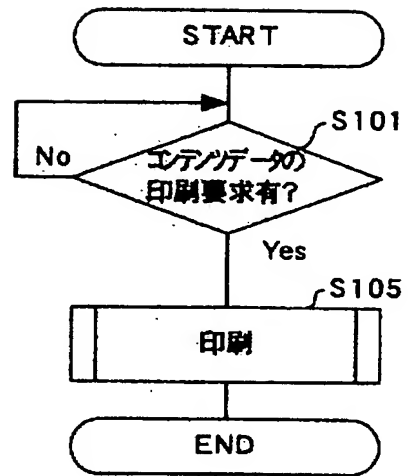 START
S101
No
コンテンツデータの
印刷要求有?
Yes
S105
印刷
END